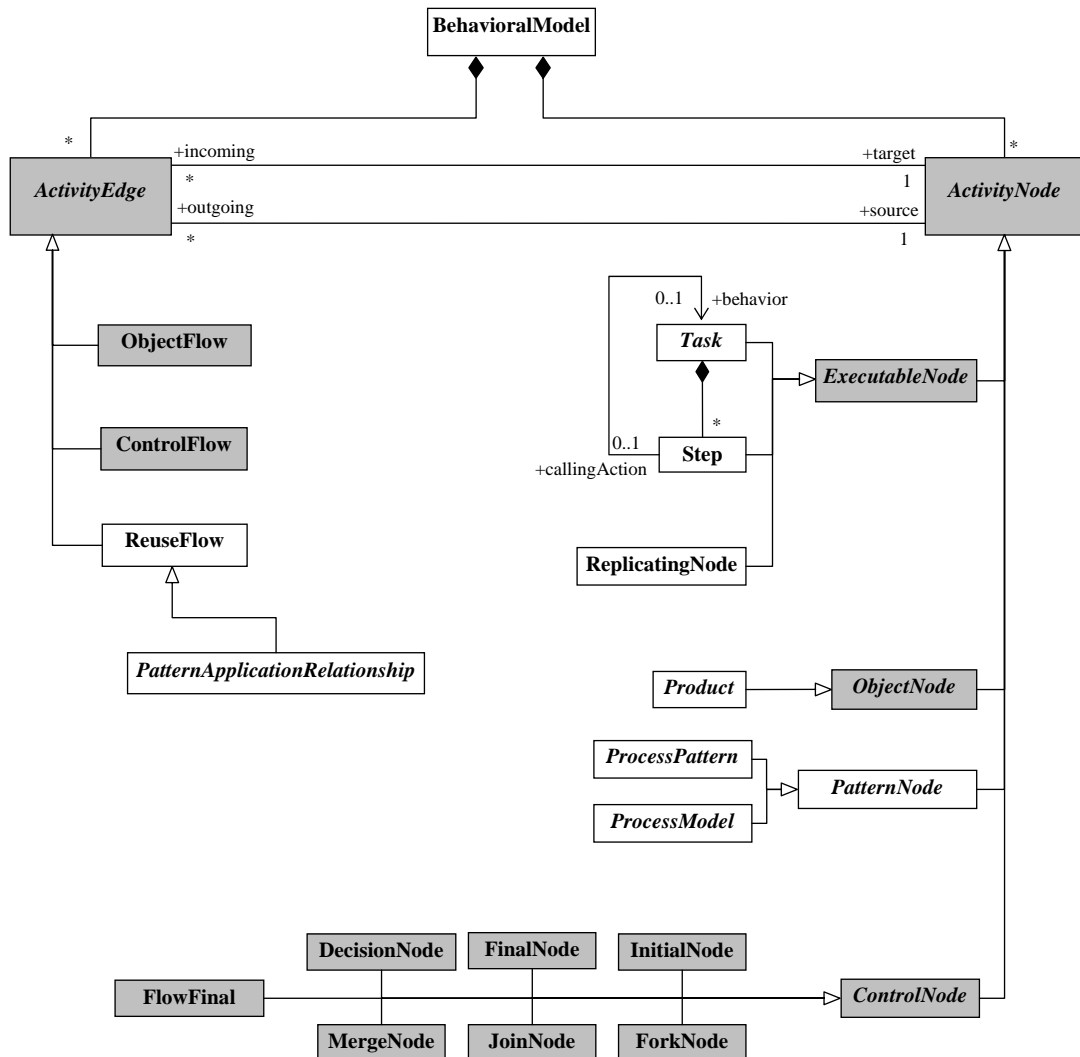 BehavioralModel
*
*
+incoming
+target
*
1
ActivityEdge
ActivityNode
+outgoing
+source
*
1
0..1
+behavior
ObjectFlow
Task
ExecutableNode
*
ControlFlow
0..1
Step
+callingAction
ReuseFlow
ReplicatingNode
PatternApplicationRelationship
Product
ObjectNode
ProcessPattern
PatternNode
ProcessModel
DecisionNode
FinalNode
InitialNode
FlowFinal
ControlNode
MergeNode
JoinNode
ForkNode